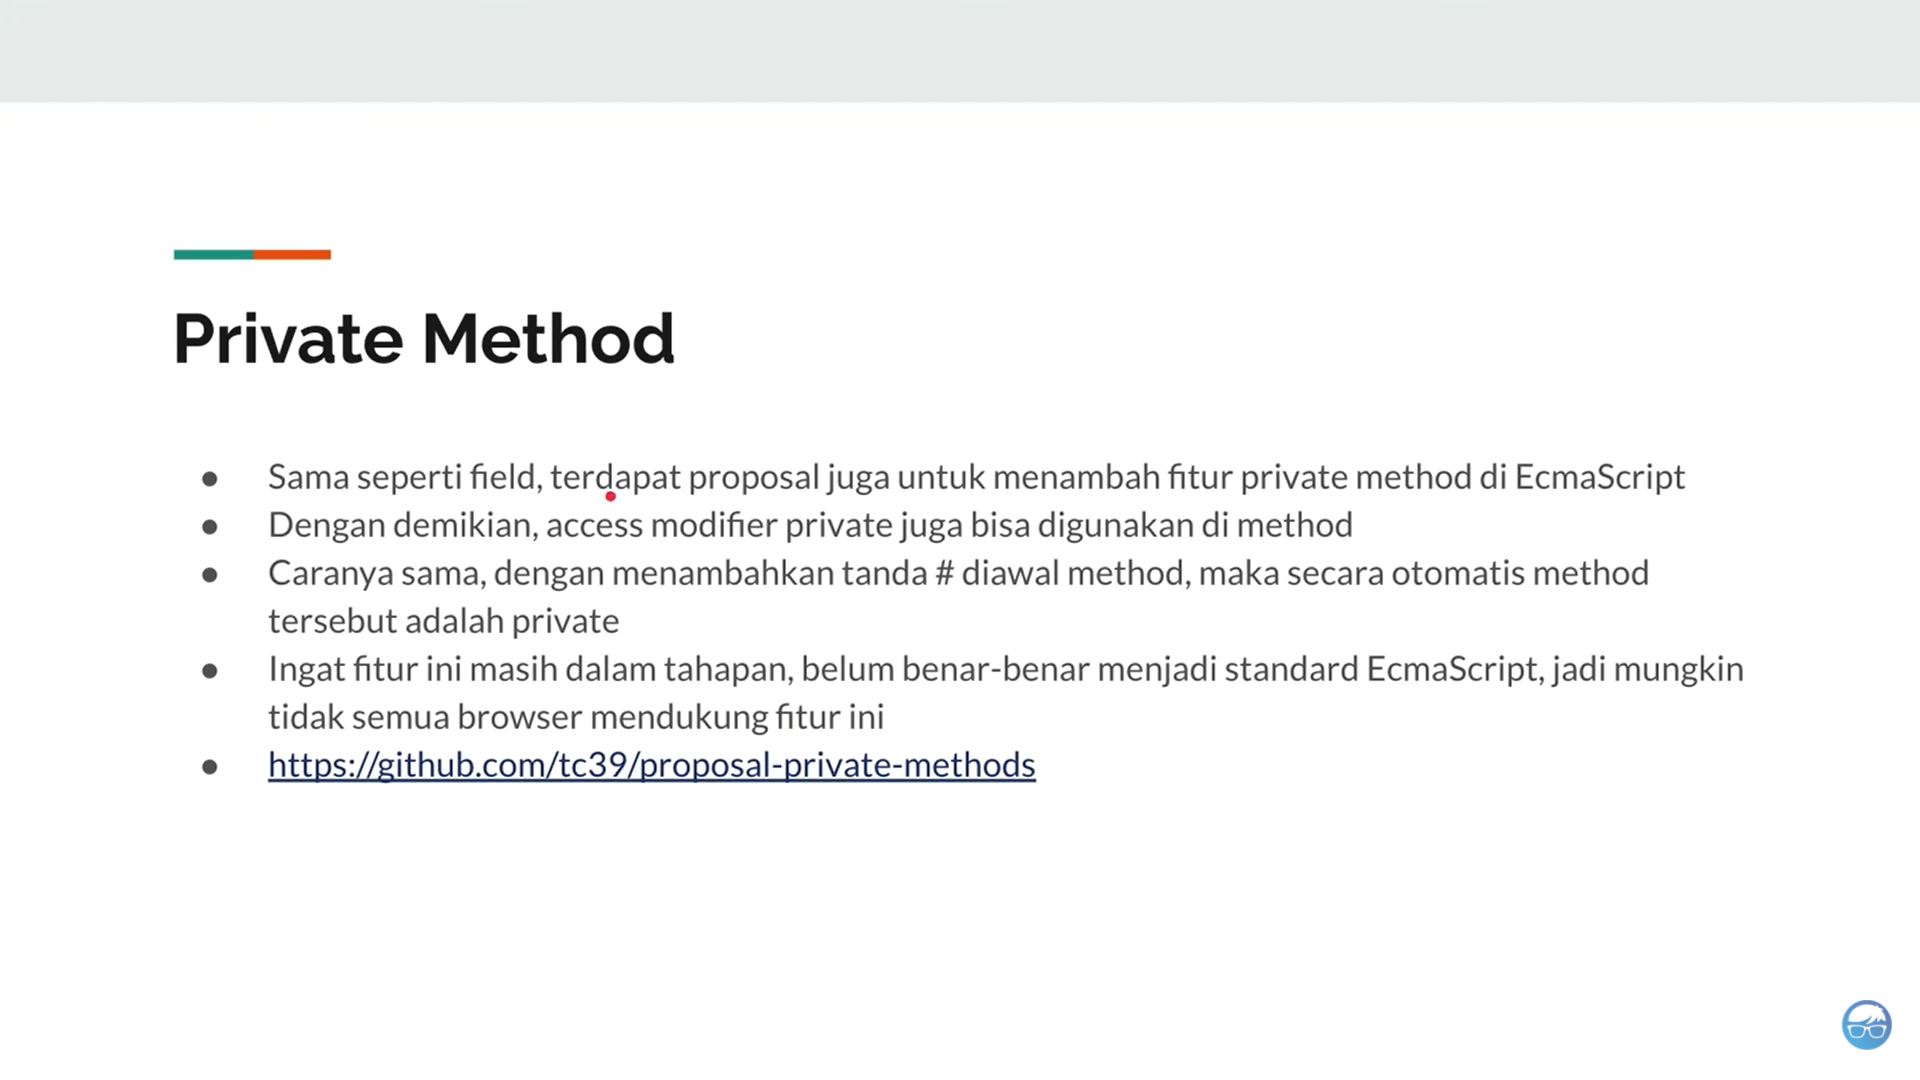 Private Method
● Sama seperti field, terdapat proposal juga untuk menambah fitur private method di EcmaScript
● Dengan demikian, access modifier private juga bisa digunakan di method
● Caranya sama, dengan menambahkan tanda # diawal method, maka secara otomatis method
tersebut adalah private
● Ingat fitur ini masih dalam tahapan, belum benar-benar menjadi standard EcmaScript, jadi mungkin
tidak semua browser mendukung fitur ini
● https://github.com/tc39/proposal-private-methods